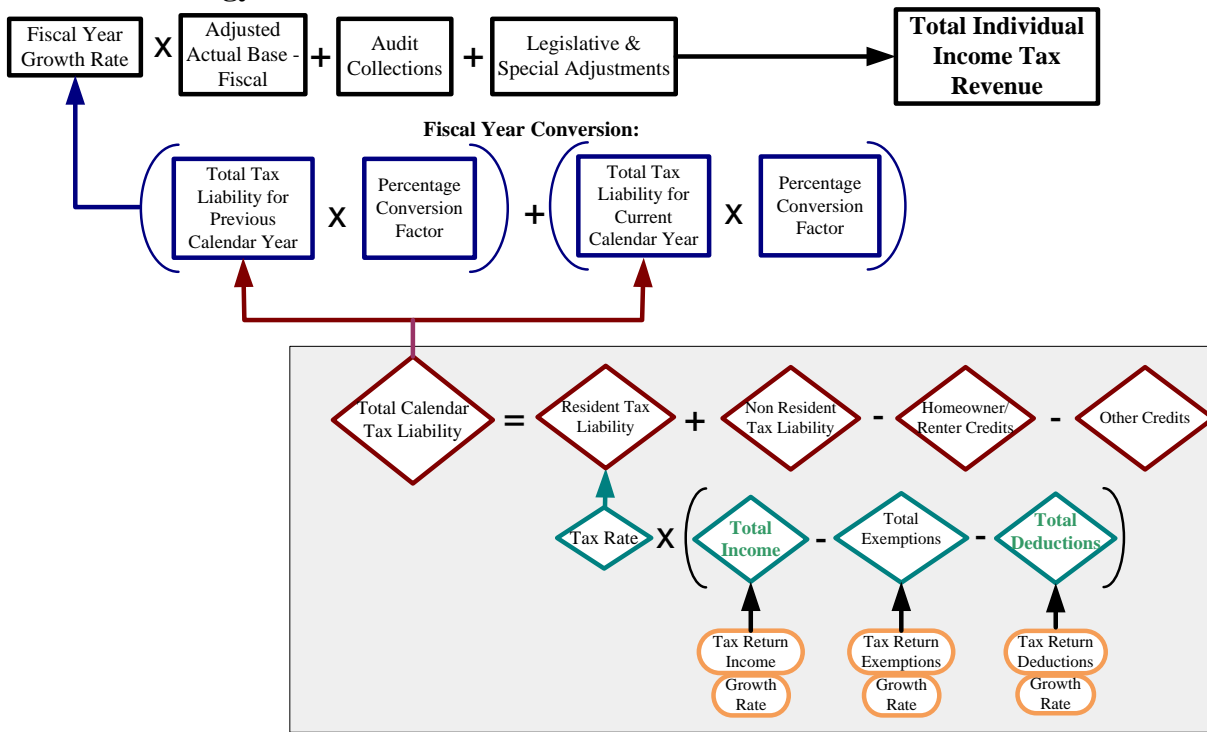 Fiscal Year
Growth Rate
X
Adjusted
Actual Base -
Fiscal
+
Audit
Collections
+
Legislative &
Special Adjustments
Total Individual
Income Tax
Revenue
Fiscal Year Conversion:
Total Tax
Liability for
Previous
Calendar Year
X
Percentage
Conversion
Factor
+
Total Tax
Liability for
Current
Calendar Year
X
Percentage
Conversion
Factor
Total Calendar
Tax Liability
=
Resident Tax
Liability
+
Non Resident
Tax Liability
-
Homeowner/
Renter Credits
-
Other Credits
Tax Rate
X
Total
Income
-
Total
Exemptions
-
Total
Deductions
Tax Return
Income
Growth
Rate
Tax Return
Exemptions
Growth
Rate
Tax Return
Deductions
Growth
Rate